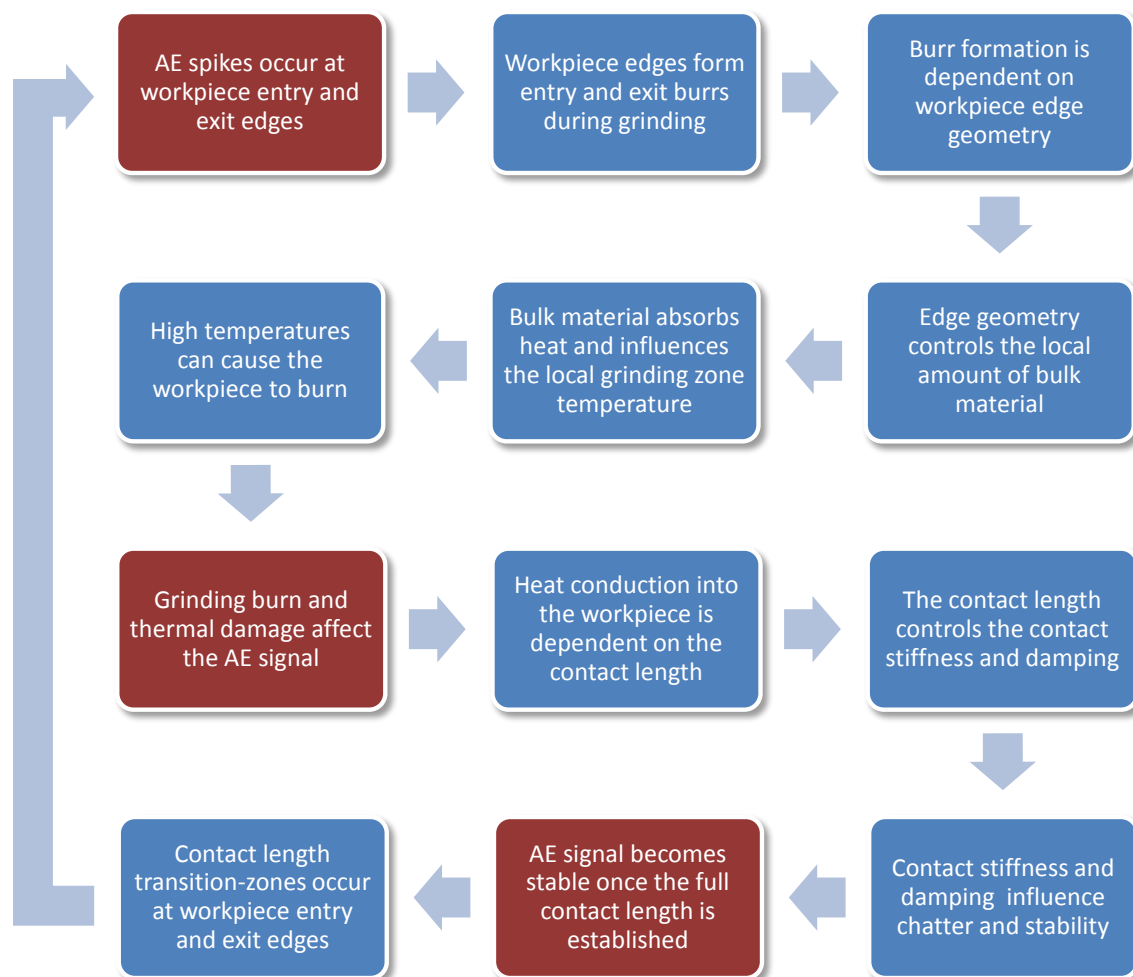 AE spikes occur at
workpiece entry and
exit edges
Workpiece edges form
entry and exit burrs
during grinding
Burr formation is
dependent on
workpiece edge
geometry
Edge geometry
controls the local
amount of bulk
material
Bulk material absorbs
heat and influences
the local grinding zone
temperature
High temperatures
can cause the
workpiece to burn
Grinding burn and
thermal damage affect
the AE signal
Heat conduction into
the workpiece is
dependent on the
contact length
The contact length
controls the contact
stiffness and damping
Contact stiffness and
damping  influence
chatter and stability
AE signal becomes
stable once the full
contact length is
established
Contact length
transition-zones occur
at workpiece entry
and exit edges